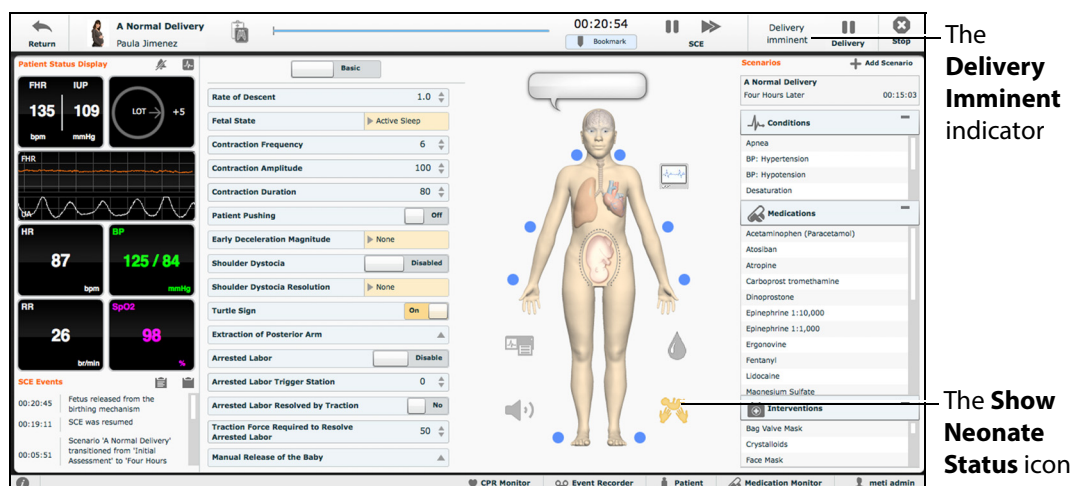 Return
A Normal Delivery
Paula Jimenez
00:20:54
Bookmark
SCE
Delivery
imminent
Delivery
Stop
Patient Status Display
FHR
IUP
135
109
bpm
mmHg
LOT
+5
FHR
UA
HR
87
bpm
BP
125 / 84
mmHg
RR
26
br/min
SpO2
98
%
SCE Events
00:20:45
Fetus released from the
birthing mechanism
00:19:11
SCE was resumed
00:05:51
Scenario 'A Normal Delivery'
transitioned from 'Initial
Assessment' to 'Four Hours
Basic
Rate of Descent 1.0
Fetal State Active Sleep
Contraction Frequency 6
Contraction Amplitude 100
Contraction Duration 80
Patient Pushing Off
Early Deceleration Magnitude None
Shoulder Dystocia Disabled
Shoulder Dystocia Resolution None
Turtle Sign On
Extraction of Posterior Arm
Arrested Labor Disable
Arrested Labor Trigger Station 0
Arrested Labor Resolved by Traction No
Traction Force Required to Resolve
Arrested Labor 50
Manual Release of the Baby
Scenarios
Add Scenario
A Normal Delivery
Four Hours Later 00:15:03
Conditions
Apnea
BP: Hypertension
BP: Hypotension
Desaturation
Medications
Acetaminophen (Paracetamol)
Atosiban
Atropine
Carboprost tromethamine
Dinoprostone
Epinephrine 1:10,000
Epinephrine 1:1,000
Ergonovine
Fentanyl
Lidocaine
Magnesium Sulfate
Interventions
Bag Valve Mask
Crystalloids
Face Mask
CPR Monitor
Event Recorder
Patient
Medication Monitor
meti admin
The
Delivery
Imminent
indicator
The Show
Neonate
Status icon